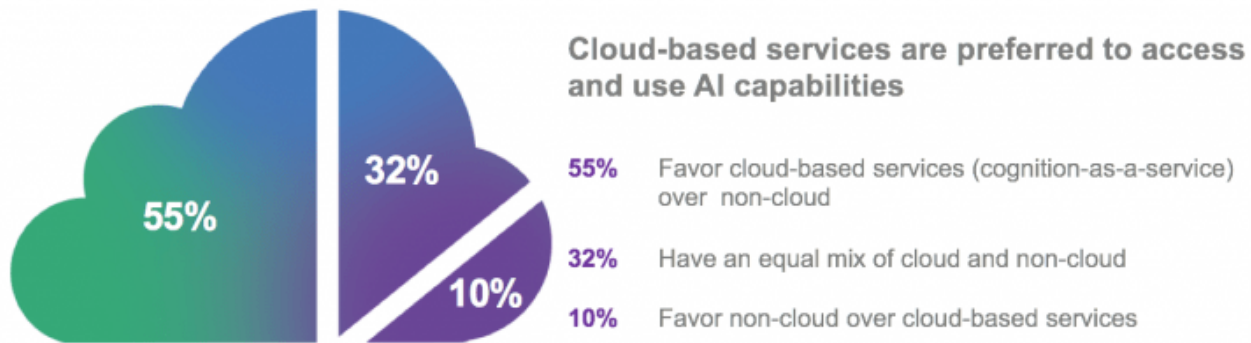 Cloud-based services are preferred to access
and use AI capabilities
55%
32%
10%
55% Favor cloud-based services (cognition-as-a-service)
over non-cloud
32% Have an equal mix of cloud and non-cloud
10% Favor non-cloud over cloud-based services